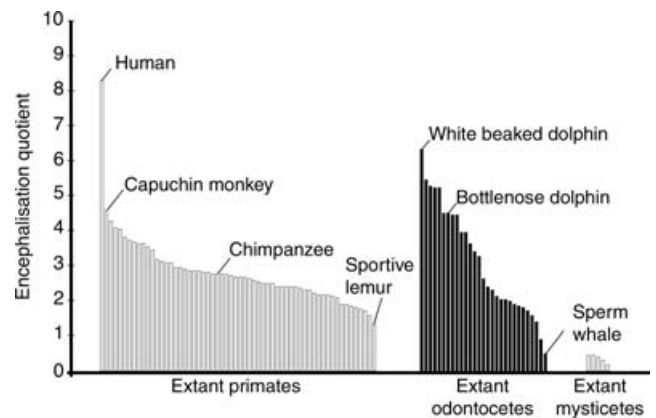 10
9
8
7
6
5
4
3
2
1
0
Encephalisation quotient
Human
Capuchin monkey
Chimpanzee
Sportive
lemur
White beaked dolphin
Bottlenose dolphin
Sperm
whale
Extant primates
Extant
odontocetes
Extant
mysticetes